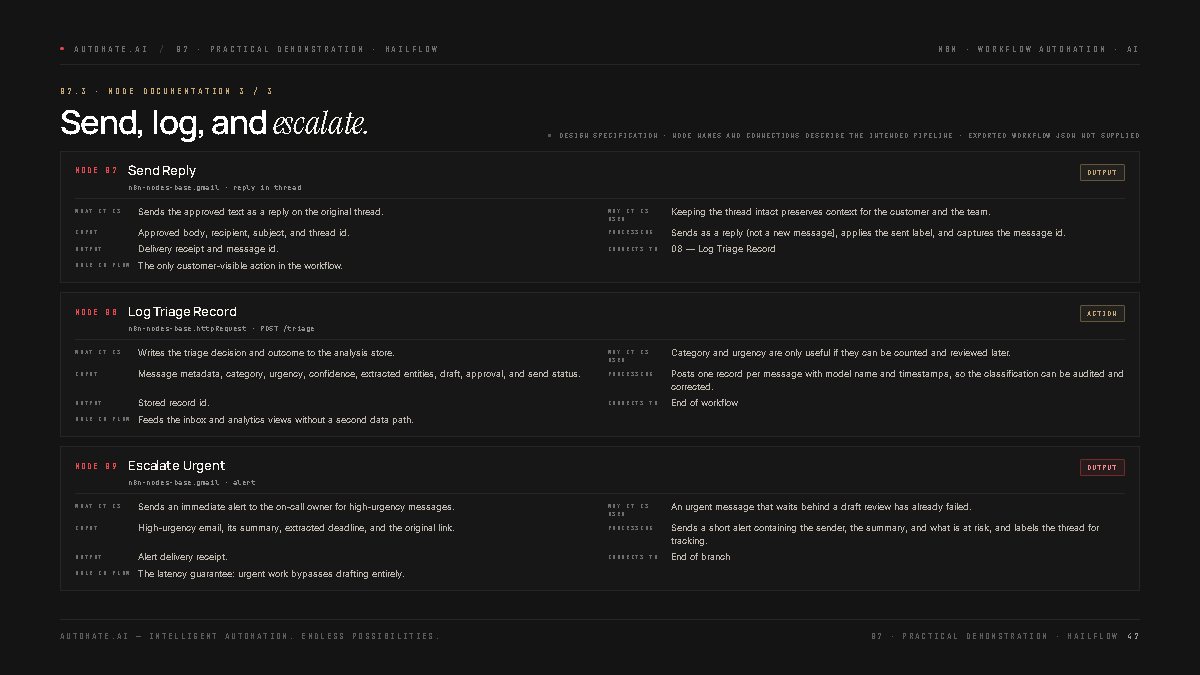 AUTOMATE.AI / 07 · PRACTICAL DEMONSTRATION · MAILFLOW
N8N · WORKFLOW AUTOMATION · AI
07.3 · NODE DOCUMENTATION 3 / 3
Send, log, and escalate.
DESIGN SPECIFICATION · NODE NAMES AND CONNECTIONS DESCRIBE THE INTENDED PIPELINE · EXPORTED WORKFLOW JSON NOT SUPPLIED
NODE 07 Send Reply OUTPUT
n8n-nodes-base.gmail · reply in thread
WHAT IT IS Sends the approved text as a reply on the original thread.
WHY IT IS USED Keeping the thread intact preserves context for the customer and the team.
INPUT Approved body, recipient, subject, and thread id.
PROCESSING Sends as a reply (not a new message), applies the sent label, and captures the message id.
OUTPUT Delivery receipt and message id.
CONNECTS TO 08 — Log Triage Record
ROLE IN FLOW The only customer-visible action in the workflow.
NODE 08 Log Triage Record ACTION
n8n-nodes-base.httpRequest · POST /triage
WHAT IT IS Writes the triage decision and outcome to the analysis store.
WHY IT IS USED Category and urgency are only useful if they can be counted and reviewed later.
INPUT Message metadata, category, urgency, confidence, extracted entities, draft, approval, and send status.
PROCESSING Posts one record per message with model name and timestamps, so the classification can be audited and
corrected.
OUTPUT Stored record id.
CONNECTS TO End of workflow
ROLE IN FLOW Feeds the inbox and analytics views without a second data path.
NODE 09 Escalate Urgent OUTPUT
n8n-nodes-base.gmail · alert
WHAT IT IS Sends an immediate alert to the on-call owner for high-urgency messages.
WHY IT IS USED An urgent message that waits behind a draft review has already failed.
INPUT High-urgency email, its summary, extracted deadline, and the original link.
PROCESSING Sends a short alert containing the sender, the summary, and what is at risk, and labels the thread for
tracking.
OUTPUT Alert delivery receipt.
CONNECTS TO End of branch
ROLE IN FLOW The latency guarantee: urgent work bypasses drafting entirely.
AUTOMATE.AI — INTELLIGENT AUTOMATION. ENDLESS POSSIBILITIES.
07 · PRACTICAL DEMONSTRATION · MAILFLOW 47